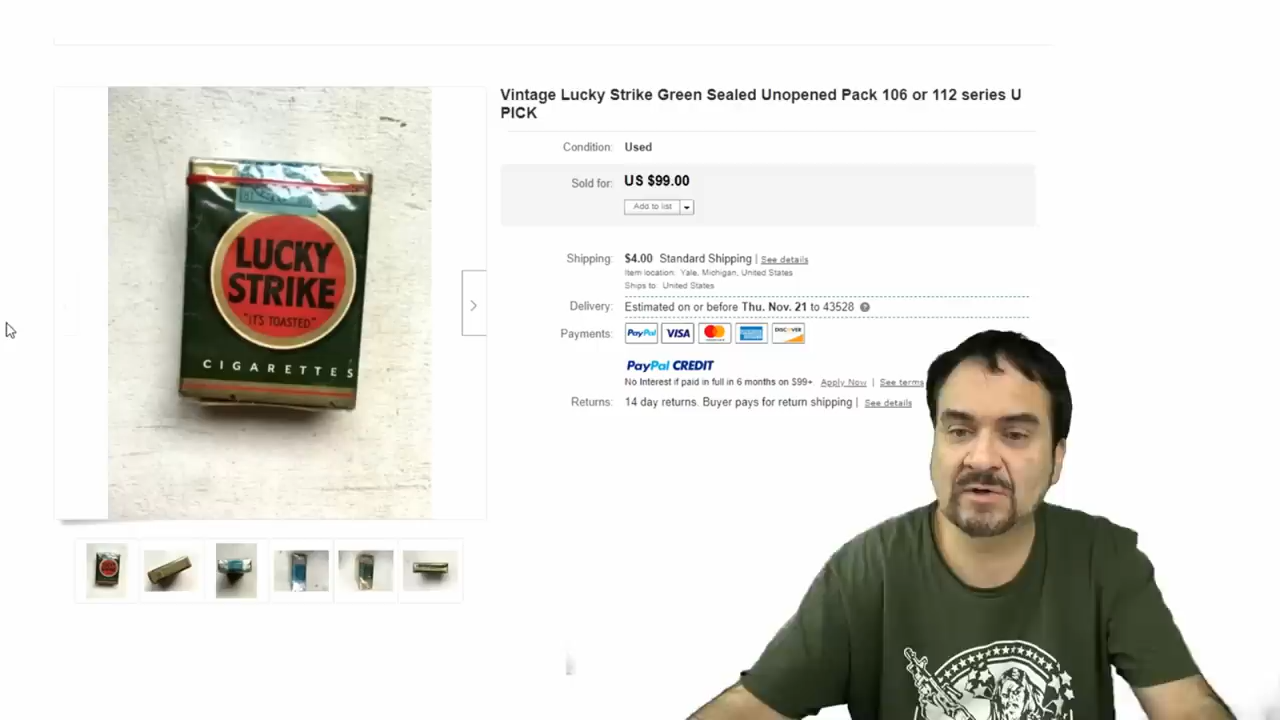 Vintage Lucky Strike Green Sealed Unopened Pack 106 or 112 series U
PICK
Condition: Used
Sold for: US $99.00
Add to list
Shipping: $4.00 Standard Shipping | See details
Item location: Yale, Michigan, United States
Ships to: United States
Delivery: Estimated on or before Thu. Nov. 21 to 43528
Payments: PayPal VISA MasterCard DISCOVER
PayPal CREDIT
No Interest if paid in full in 6 months on $99+ Apply Now | See terms
Returns: 14 day returns. Buyer pays for return shipping | See details
LUCKY
STRIKE
"IT'S TOASTED"
CIGARETTES